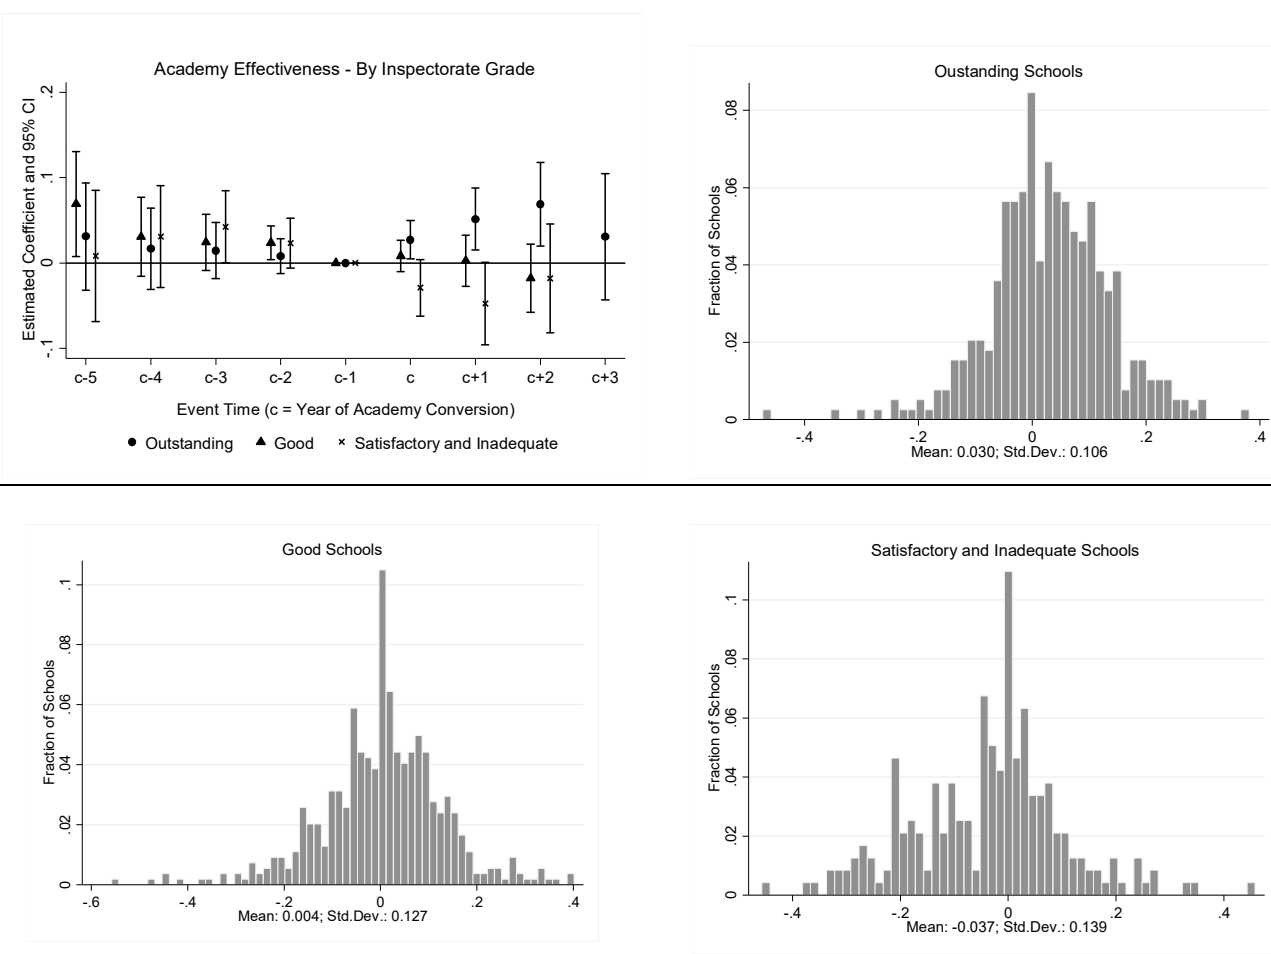 Academy Effectiveness - By Inspectorate Grade
Estimated Coefficient and 95% CI
.2
.1
0
-.1
c-5 c-4 c-3 c-2 c-1 c c+1 c+2 c+3
Event Time (c = Year of Academy Conversion)
Outstanding Good Satisfactory and Inadequate
Oustanding Schools
Fraction of Schools
.08
.06
.04
.02
0
-.4 -.2 0 .2 .4
Mean: 0.030; Std.Dev.: 0.106
Good Schools
Fraction of Schools
.1
.08
.06
.04
.02
0
-.6 -.4 -.2 0 .2 .4
Mean: 0.004; Std.Dev.: 0.127
Satisfactory and Inadequate Schools
Fraction of Schools
.1
.08
.06
.04
.02
0
-.4 -.2 0 .2 .4
Mean: -0.037; Std.Dev.: 0.139